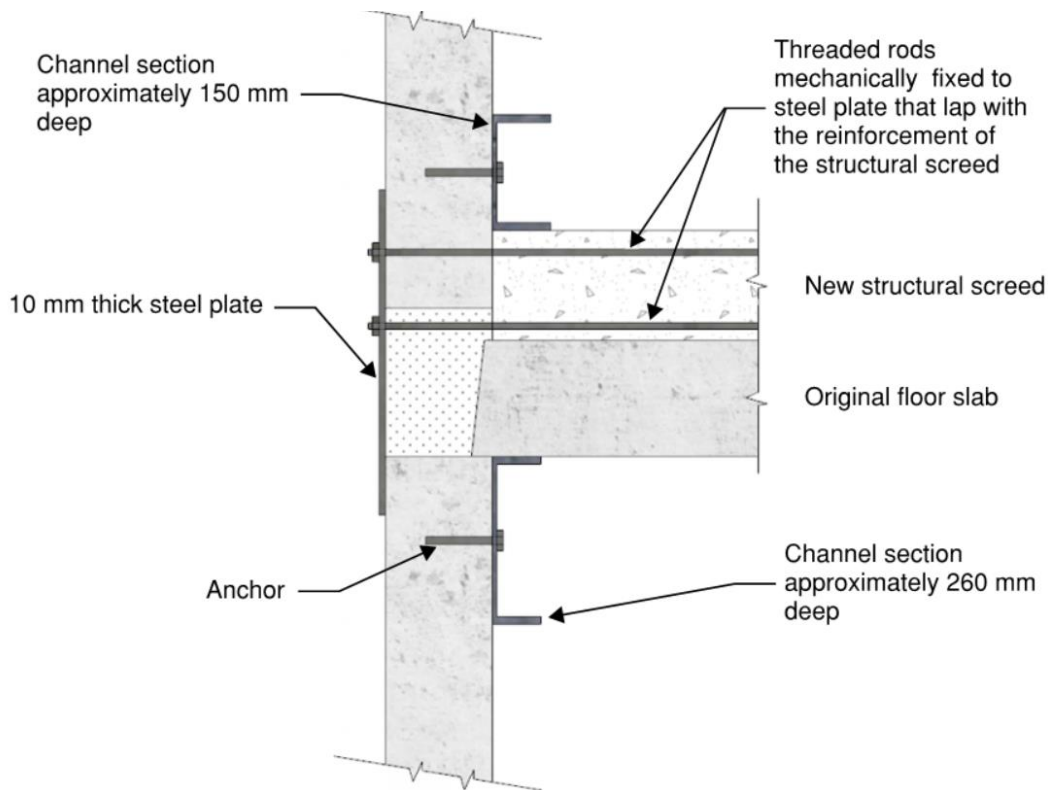 Channel section
approximately 150 mm
deep
Threaded rods
mechanically fixed to
steel plate that lap with
the reinforcement of
the structural screed
10 mm thick steel plate
New structural screed
Original floor slab
Anchor
Channel section
approximately 260 mm
deep